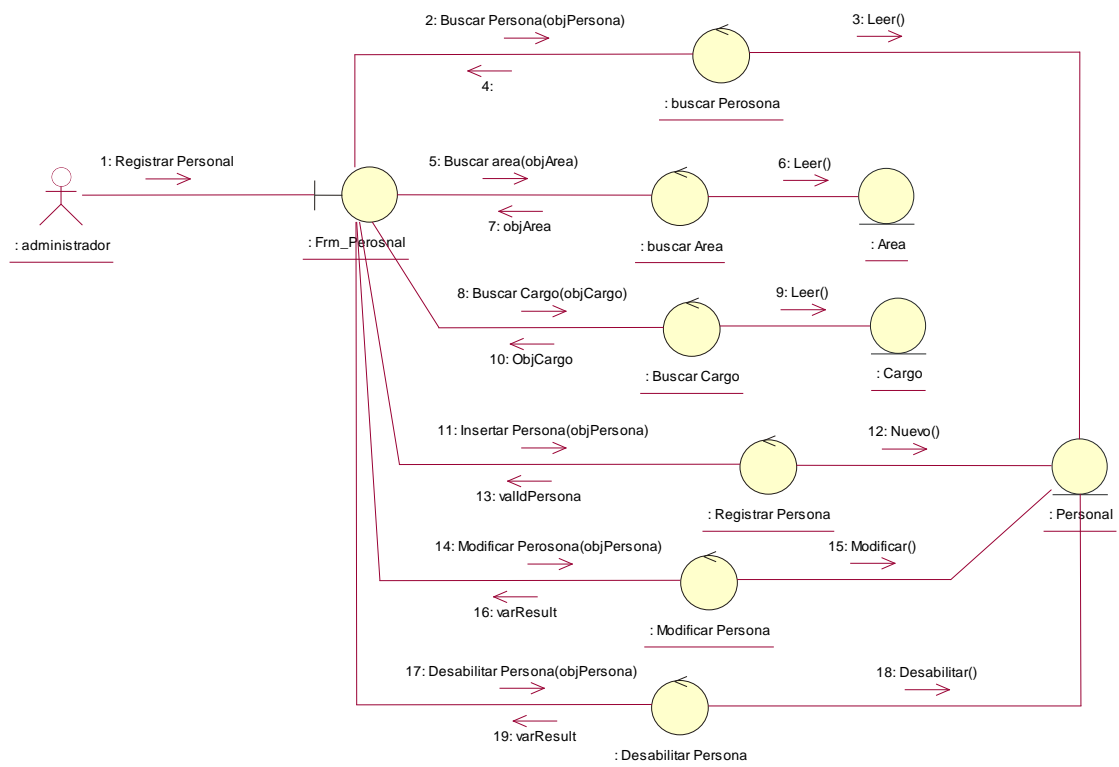 2: Buscar Persona(objPersona)
3: Leer()
4:
: buscar Perosona
1: Registrar Personal
5: Buscar area(objArea)
6: Leer()
7: objArea
: administrador
: Frm_Perosnal
: buscar Area
: Area
8: Buscar Cargo(objCargo)
9: Leer()
10: ObjCargo
: Buscar Cargo
: Cargo
11: Insertar Persona(objPersona)
12: Nuevo()
13: valIdPersona
: Registrar Persona
: Personal
14: Modificar Perosona(objPersona)
15: Modificar()
16: varResult
: Modificar Persona
17: Desabilitar Persona(objPersona)
18: Desabilitar()
19: varResult
: Desabilitar Persona